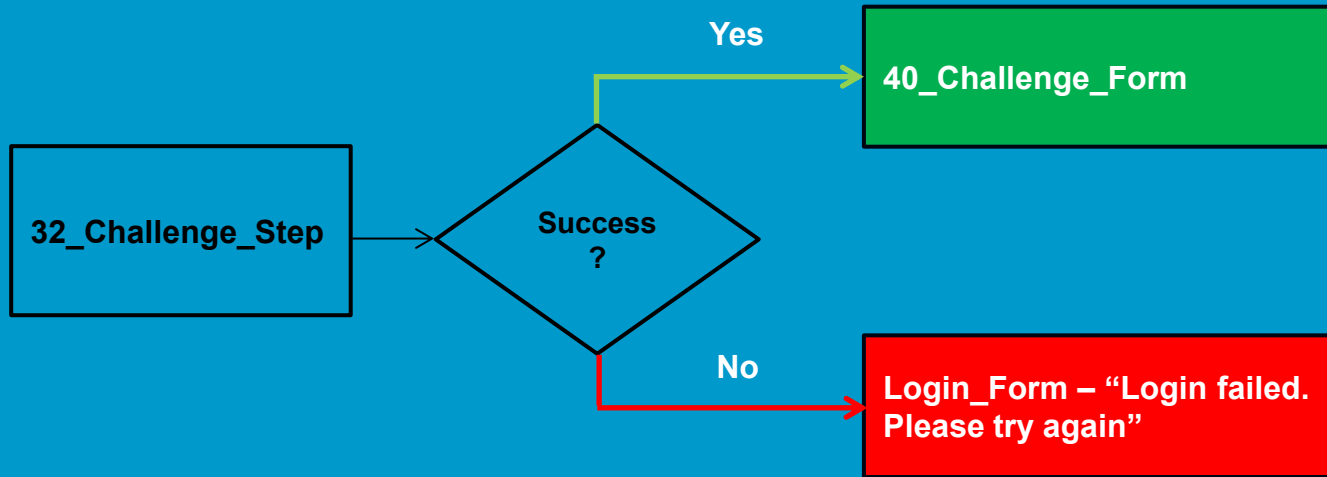 Yes
40_Challenge_Form
32_Challenge_Step
Success
?
No
Login_Form – “Login failed.
Please try again”